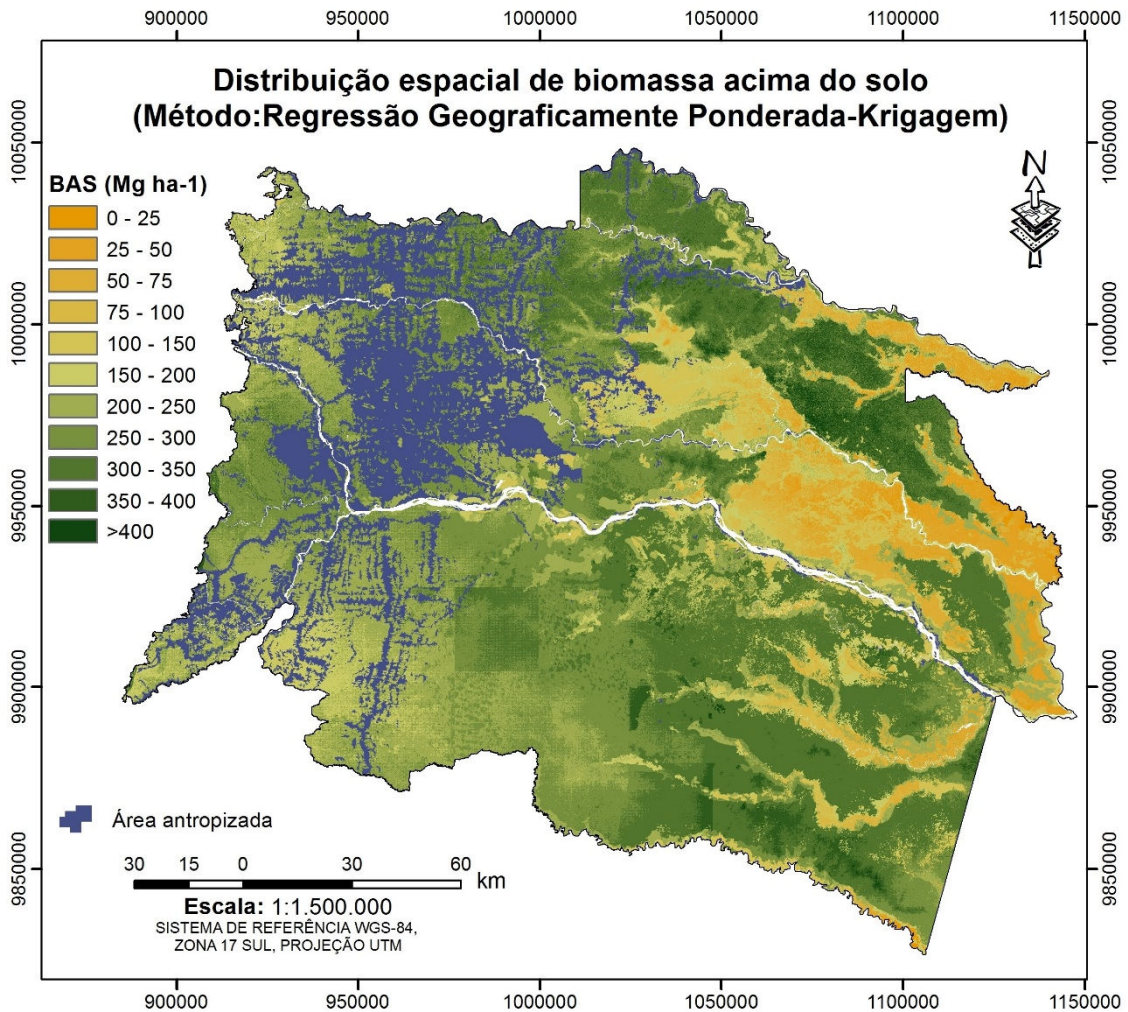 900000 950000 1000000 1050000 1100000 1150000
Distribuição espacial de biomassa acima do solo
(Método:Regressão Geograficamente Ponderada-Krigagem)
10050000
10050000
N
BAS (Mg ha-1)
0 - 25
25 - 50
50 - 75
75 - 100
100 - 150
150 - 200
200 - 250
250 - 300
300 - 350
350 - 400
>400
10000000
10000000
9950000
9950000
9900000
9900000
Área antropizada
9850000
9850000
30 15 0 30 60
km
Escala: 1:1.500.000
SISTEMA DE REFERÊNCIA WGS-84,
ZONA 17 SUL, PROJEÇÃO UTM
900000 950000 1000000 1050000 1100000 1150000